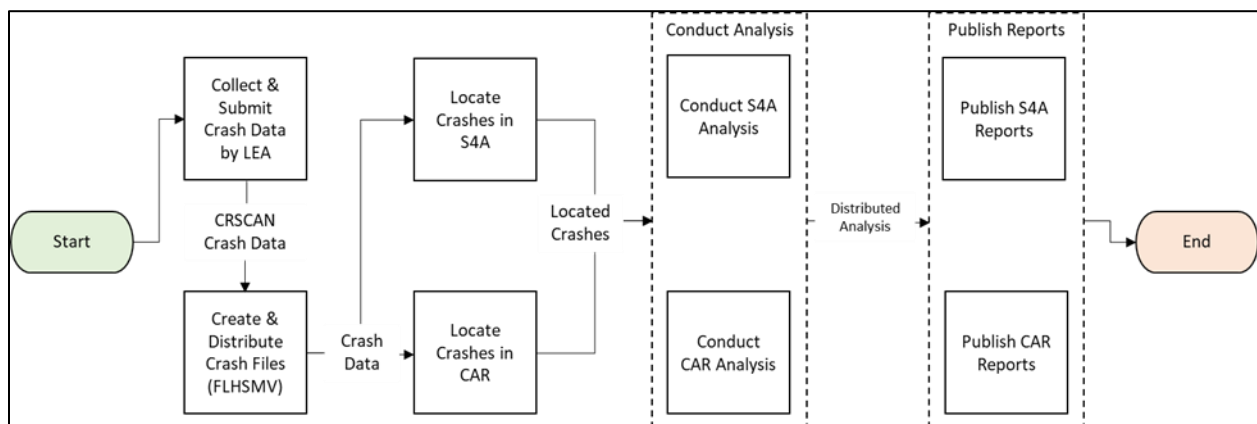 Start
Collect &
Submit
Crash Data
by LEA
CRSCAN
Crash Data
Create &
Distribute
Crash Files
(FLHSMV)
Crash
Data
Locate
Crashes in
S4A
Locate
Crashes in
CAR
Located
Crashes
Conduct Analysis
Conduct S4A
Analysis
Conduct
CAR Analysis
Distributed
Analysis
Publish Reports
Publish S4A
Reports
Publish CAR
Reports
End